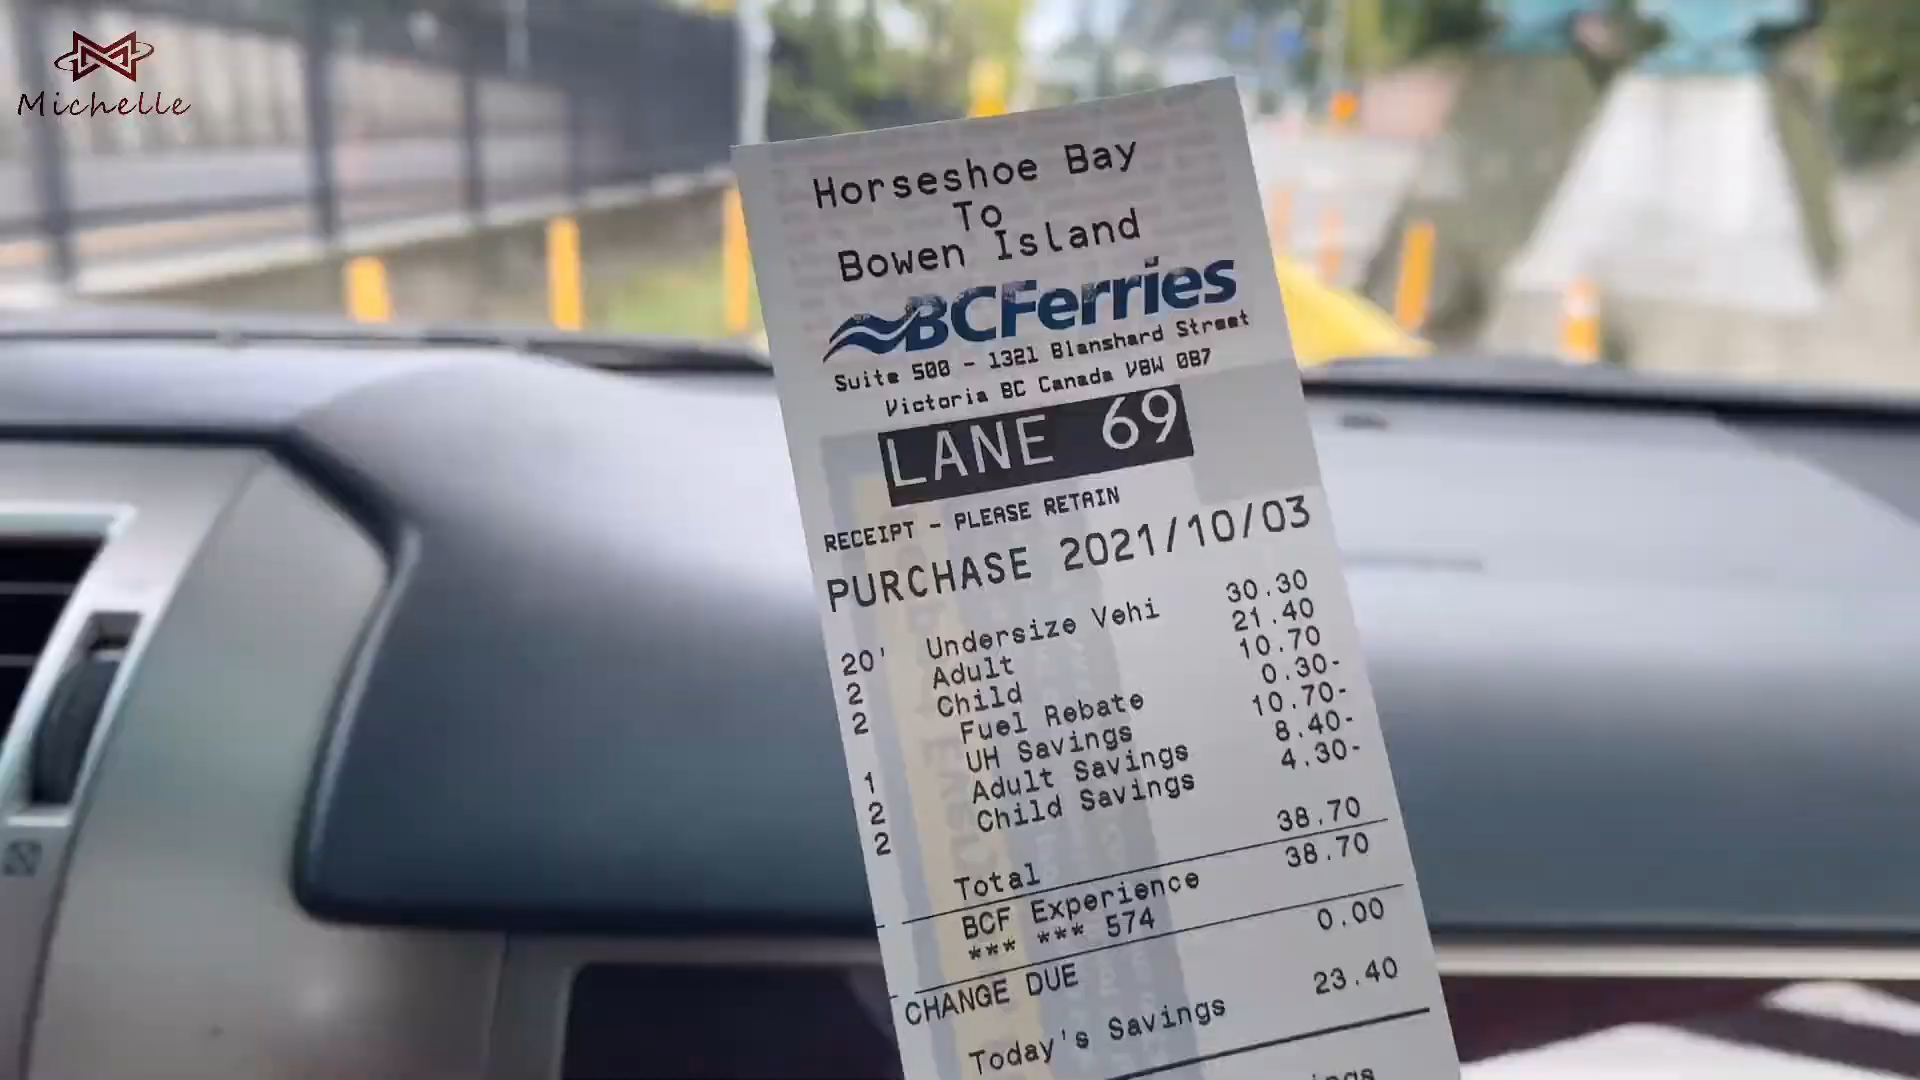 Michelle
Horseshoe Bay
To
Bowen Island
BCFerries
Suite 500 - 1321 Blanshard Street
Victoria BC Canada V8W 0B7
LANE 69
RECEIPT - PLEASE RETAIN
PURCHASE 2021/10/03
20' Undersize Vehi 30.30
2 Adult 21.40
2 Child 10.70
Fuel Rebate 0.30-
1 UH Savings 10.70-
2 Adult Savings 8.40-
2 Child Savings 4.30-
Total 38.70
BCF Experience 38.70
*** *** 574
CHANGE DUE 0.00
Today's Savings 23.40